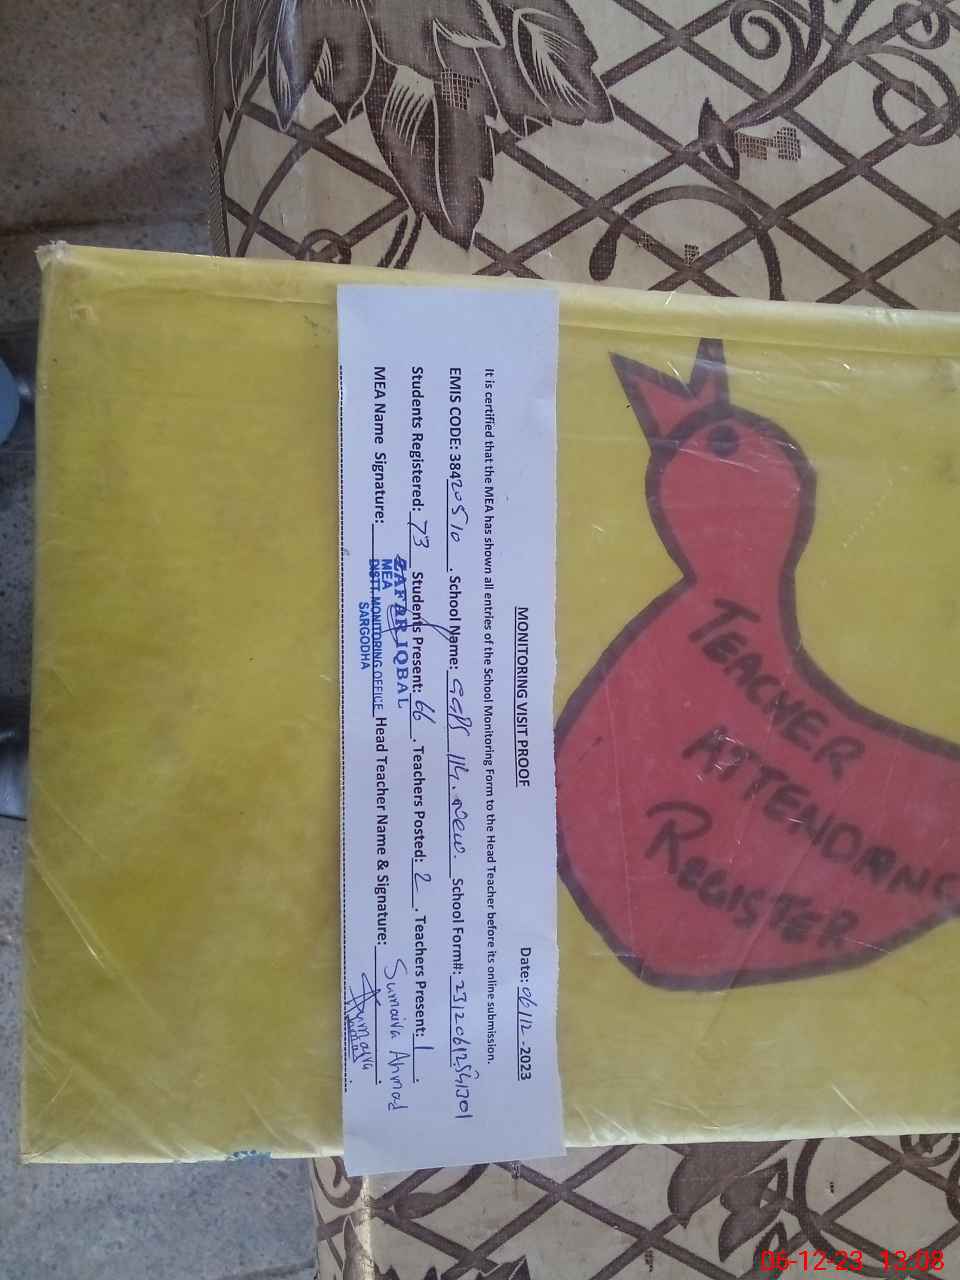 MONITORING VISIT PROOF
Date: 06/12-2023
It is certified that the MEA has shown all entries of the School Monitoring Form to the Head Teacher before its online submission.
EMIS CODE: 38420510. School Name: GGPS 114. New. School Form#:
Students Registered: 73 Students Present: 66. Teachers Posted: 2. Teachers Present: 1.
MEA Name Signature: Head Teacher Name & Signature: Sumaiva Ahmad
ZAFAR IQBAL
MEA
DISTT. MONITORING OFFICE
SARGODHA
TEACHER
ATTENDANC
REGISTER
06-12-23 13:08